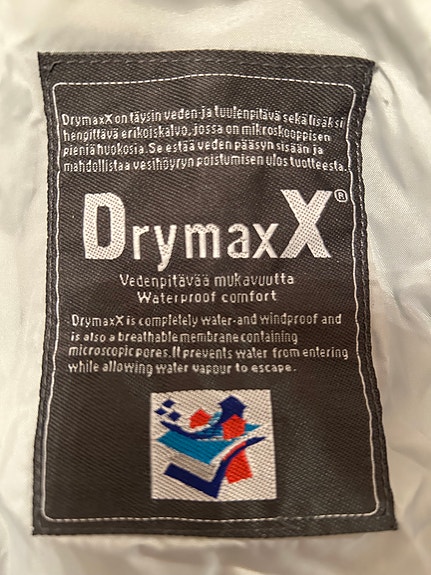 DrymaxX on täysin veden-ja tuulenpitävä sekä lisäksi
hengittävä erikoiskalvo, jossa on mikroskooppisen
pieniä huokosia. Se estää veden pääsyn sisään ja
mahdollistaa vesihöyryn poistumisen ulos tuotteesta.
DrymaxX®
Vedenpitävää mukavuutta
Waterproof comfort
DrymaxX is completely water-and windproof and
is also a breathable membrane containing
microscopic pores. It prevents water from entering
while allowing water vapour to escape.